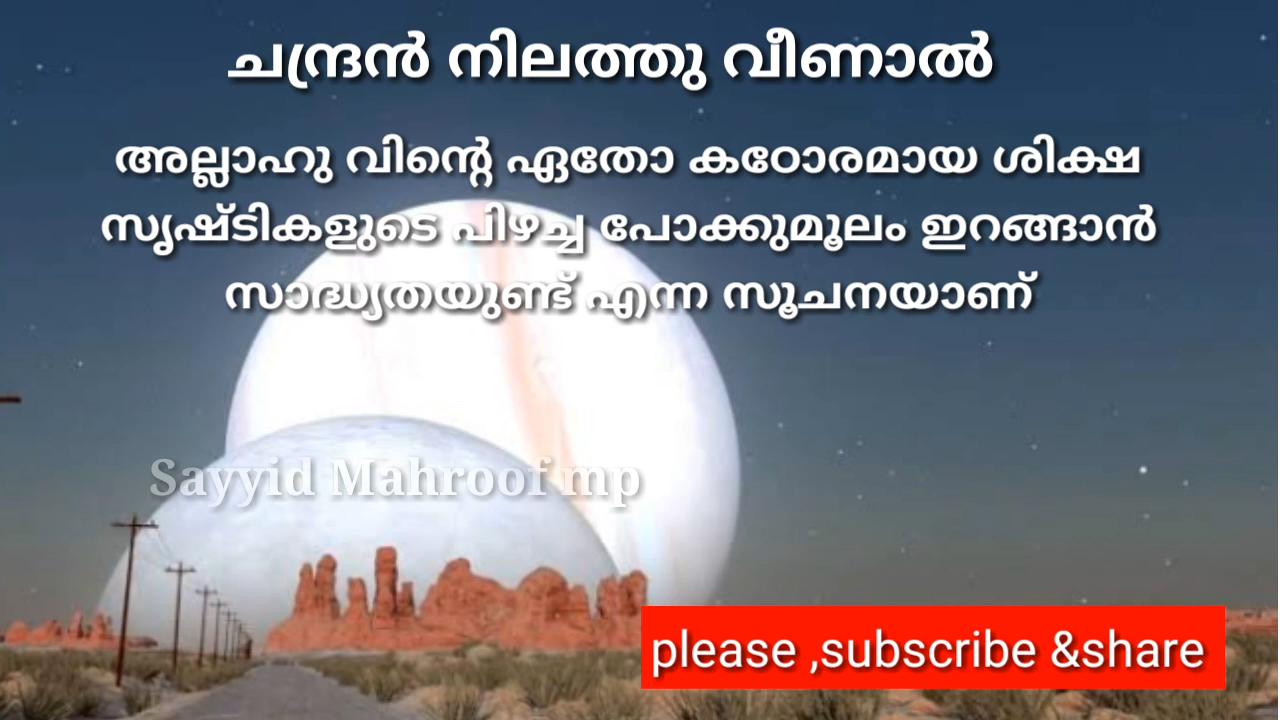 ചന്ദ്രൻ നിലത്തു വീണാൽ
അല്ലാഹു വിൻ്റെ ഏതോ കഠോരമായ ശിക്ഷ
സൃഷ്ടികളുടെ പിഴച്ച പോക്കുമൂലം ഇറങ്ങാൻ
സാദ്ധ്യതയുണ്ട് എന്ന സൂചനയാണ്
Sayyid Mahroof mp
please ,subscribe &share